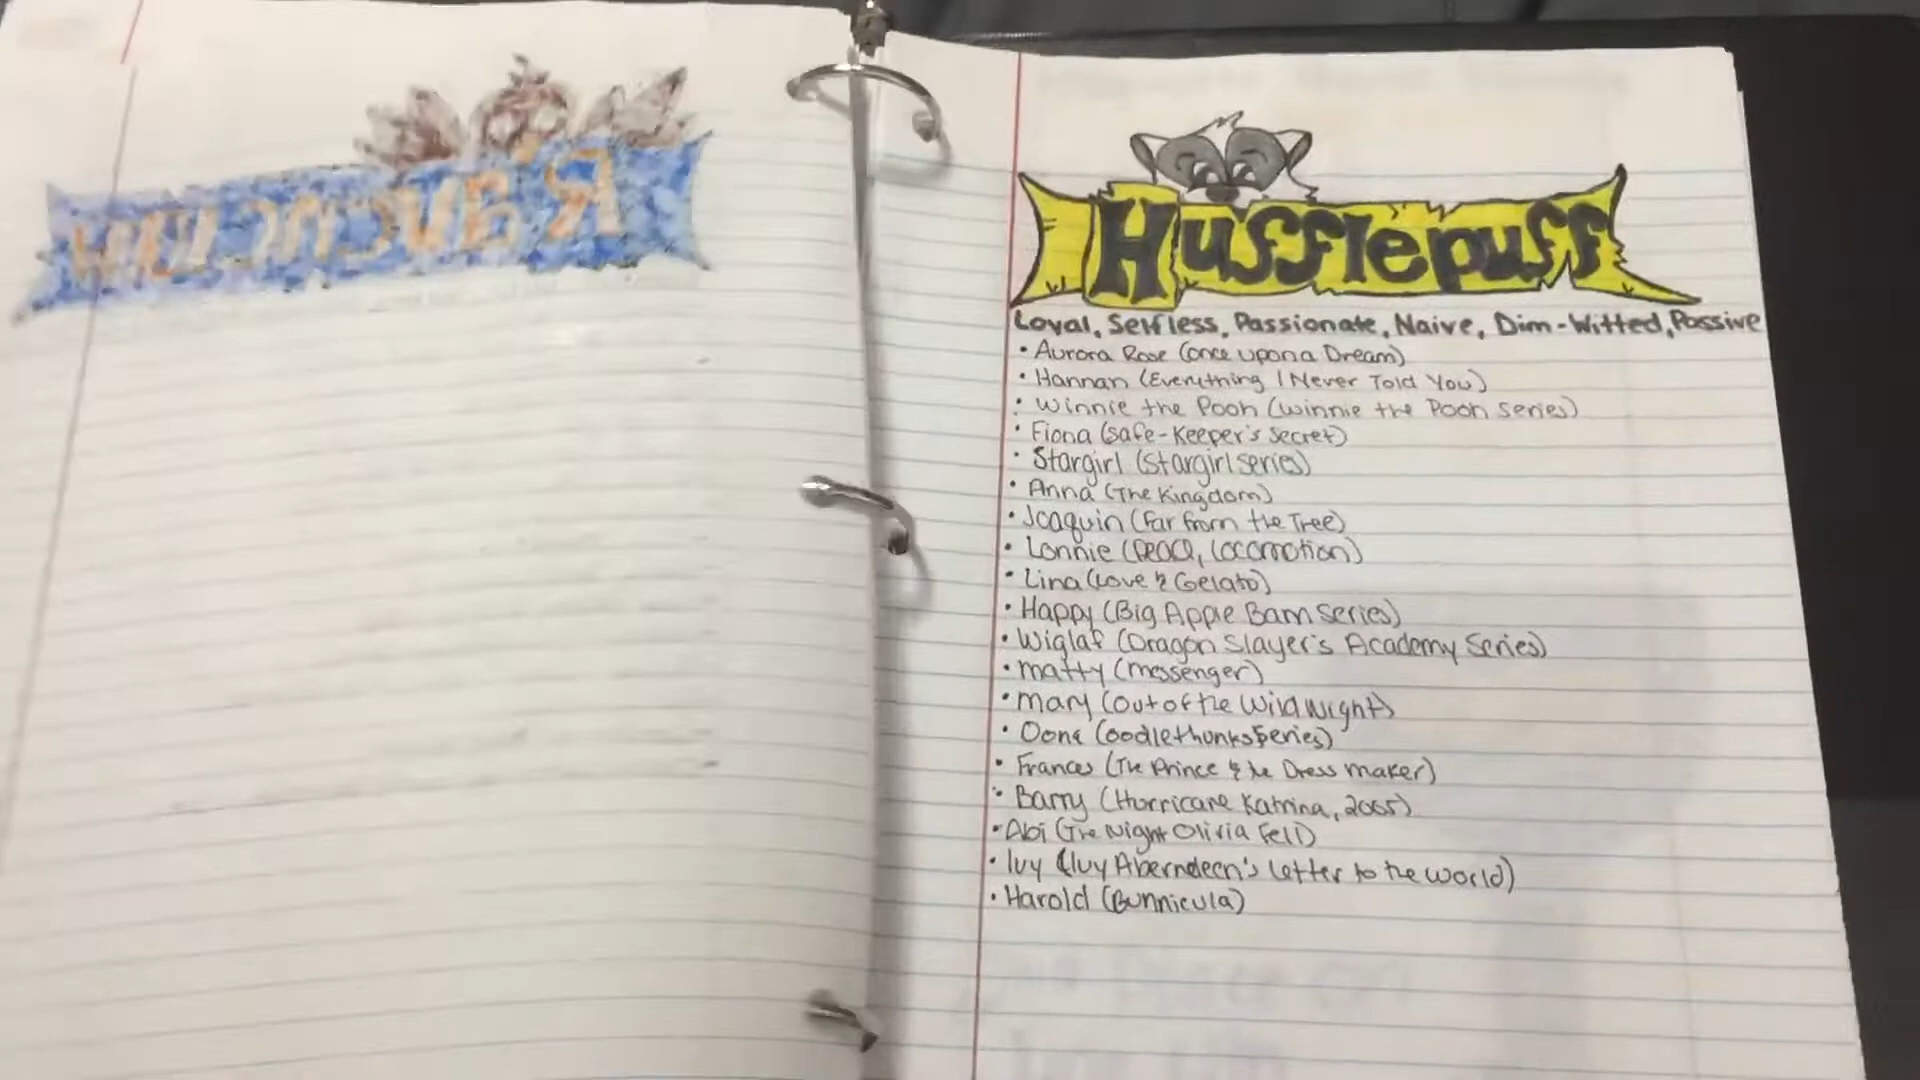 Ravenclaw
Hufflepuff
Loyal, Selfless, Passionate, Naive, Dim-Witted, Passive
• Aurora Rose (Once upon a Dream)
• Hannah (Everything I Never Told You)
• Winnie the Pooh (Winnie the Pooh series)
• Fiona (Safe-Keeper's Secret)
• Stargirl (Stargirl Series)
• Anna (The Kingdom)
• Joaquin (Far from the Tree)
• Lonnie (Peace, Locomotion)
• Lina (Love & Gelato)
• Happy (Big Apple Barn Series)
• Wiglaf (Dragon Slayer's Academy Series)
• Matty (Messenger)
• Mary (Out of the Wild Night)
• Oona (Oodlethunks Series)
• Frances (The Prince & the Dress maker)
• Barry (Hurricane Katrina, 2005)
• Abi (The Night Olivia Fell)
• Ivy (Ivy Aberndeen's Letter to the World)
• Harold (Bunnicula)